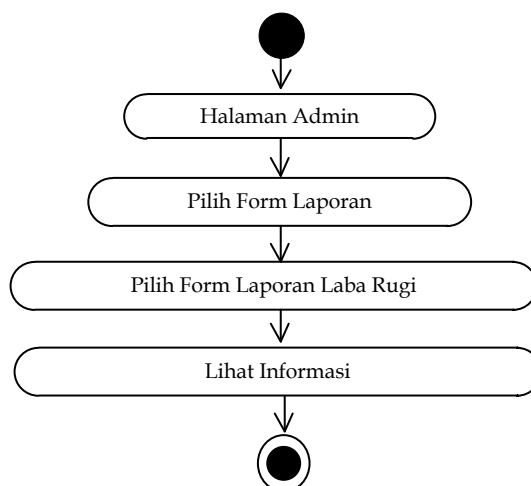 Halaman Admin
Pilih Form Laporan
Pilih Form Laporan Laba Rugi
Lihat Informasi